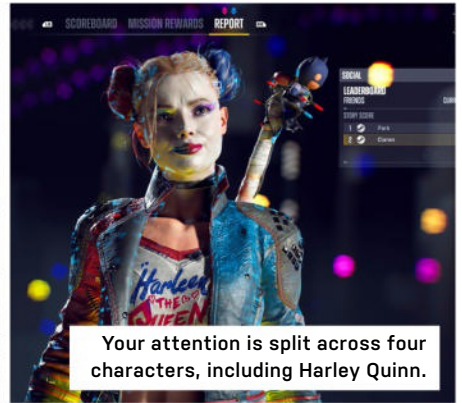 SCOREBOARD MISSION REWARDS REPORT
SOCIAL
LEADERBOARD
FRIENDS
STORY SCORE
1 Park
2
Harleen
THE
QUEEN
Your attention is split across four
characters, including Harley Quinn.